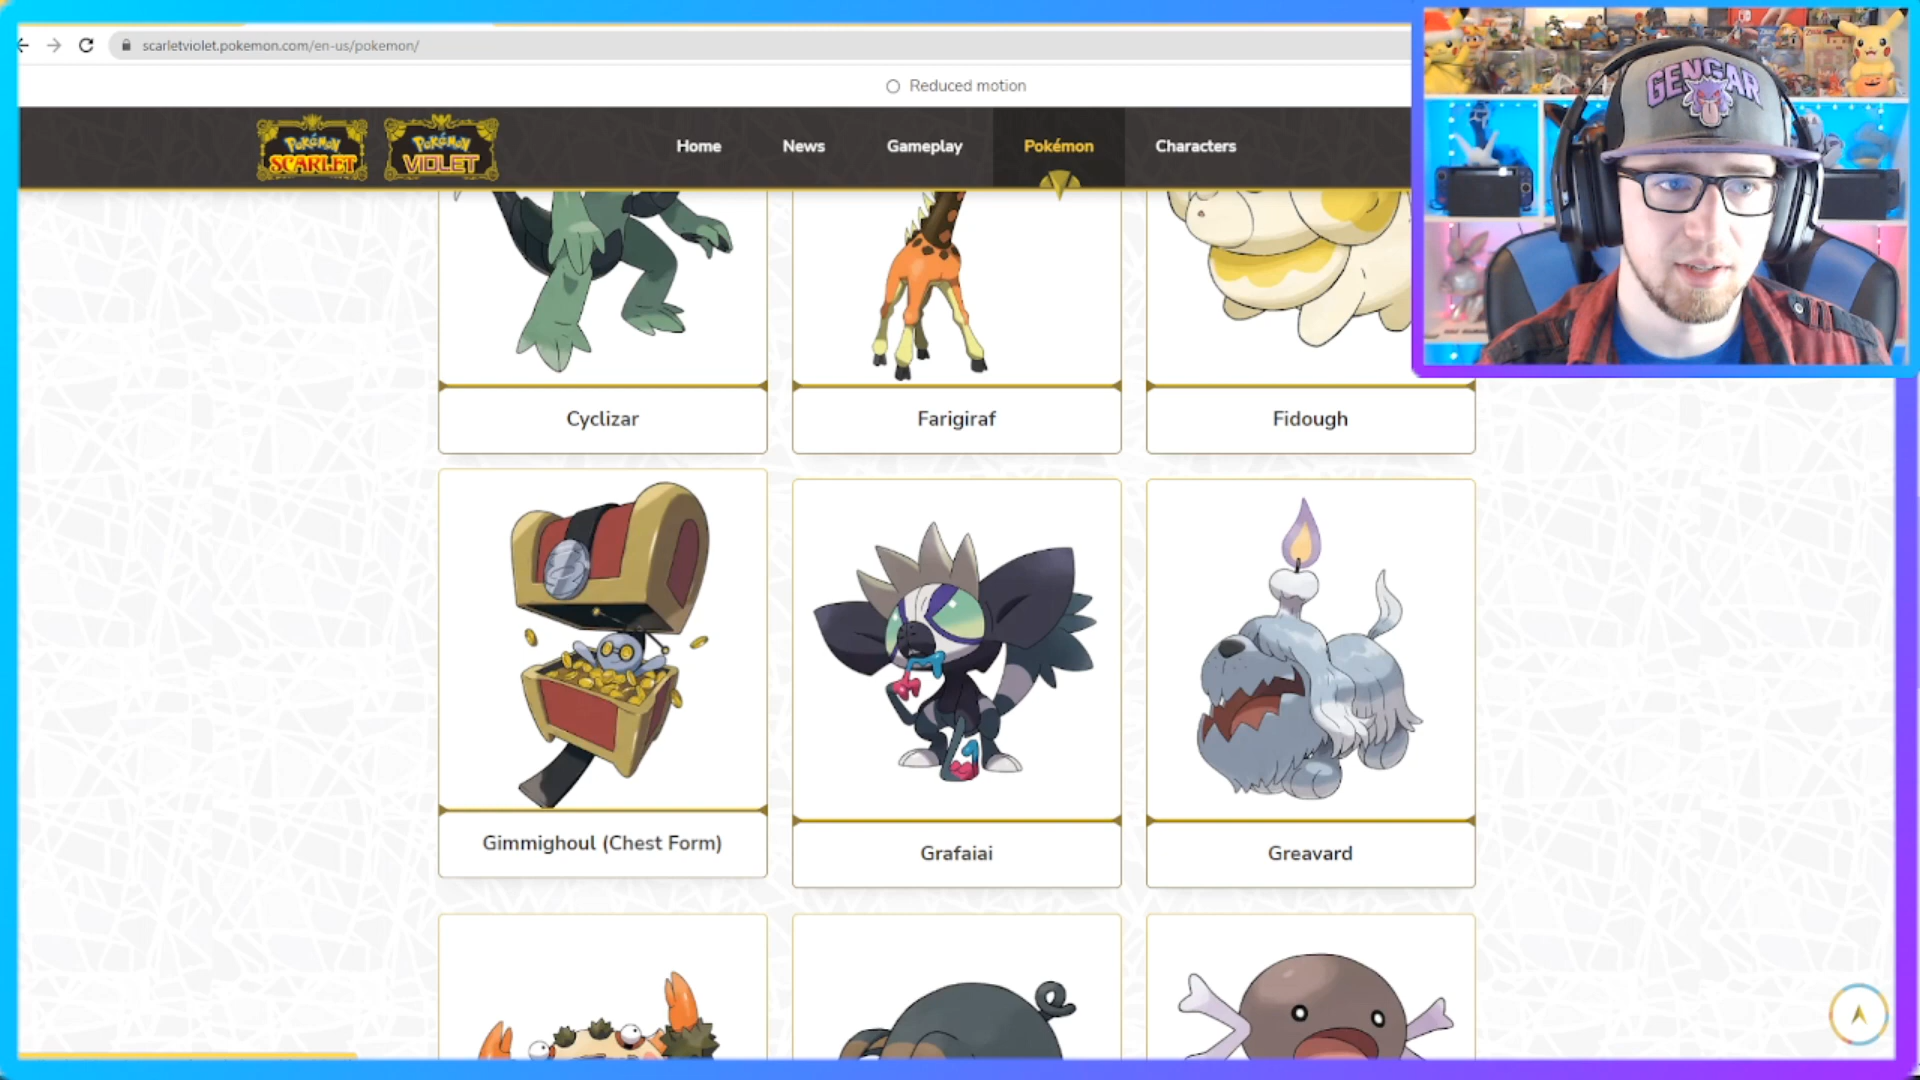 scarletviolet.pokemon.com/en-us/pokemon/
Reduced motion
POKéMON SCARLET
POKéMON VIOLET
Home
News
Gameplay
Pokémon
Characters
GENGAR
Cyclizar
Farigiraf
Fidough
Gimmighoul (Chest Form)
Grafaiai
Greavard